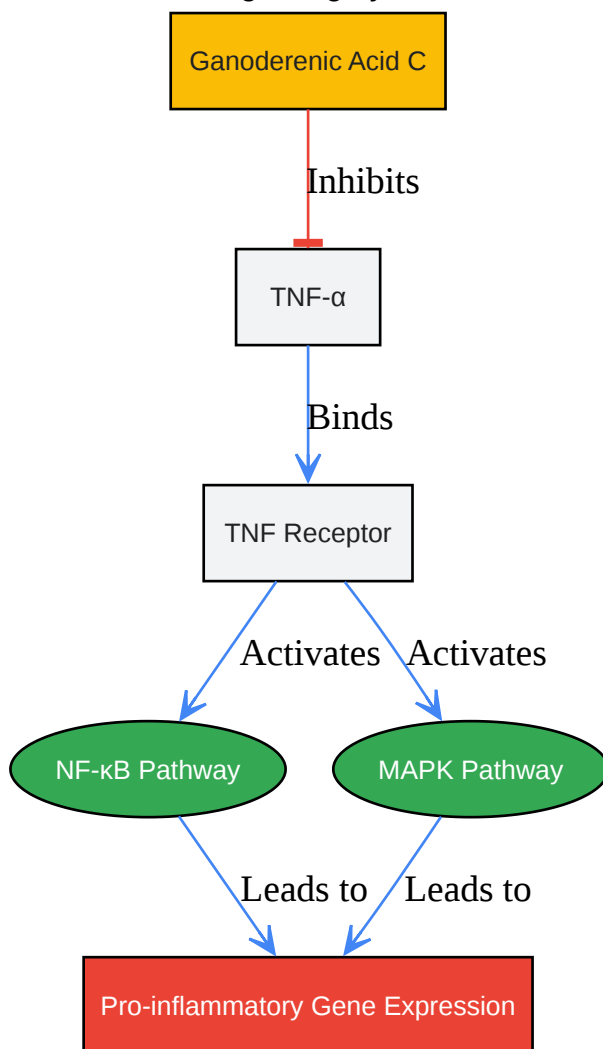 Ganoderenic Acid C
Inhibits
TNF-α
Binds
TNF Receptor
Activates Activates
NF-κB Pathway MAPK Pathway
Leads to Leads to
Pro-inflammatory Gene Expression